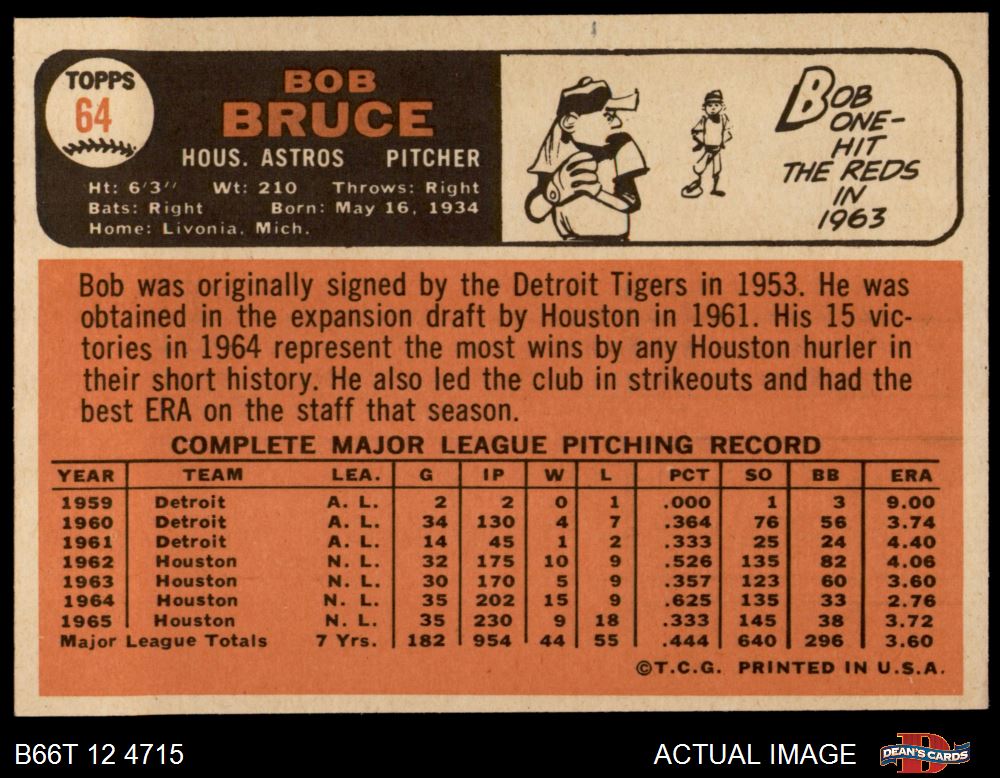 TOPPS
64
BOB
BRUCE
HOUS. ASTROS PITCHER
Ht: 6'3" Wt: 210 Throws: Right
Bats: Right Born: May 16, 1934
Home: Livonia, Mich.
BOB
ONE-
HIT
THE REDS
IN
1963
Bob was originally signed by the Detroit Tigers in 1953. He was
obtained in the expansion draft by Houston in 1961. His 15 vic-
tories in 1964 represent the most wins by any Houston hurler in
their short history. He also led the club in strikeouts and had the
best ERA on the staff that season.
COMPLETE MAJOR LEAGUE PITCHING RECORD
YEAR TEAM LEA. G IP W L PCT SO BB ERA
1959 Detroit A. L. 2 2 0 1 .000 1 3 9.00
1960 Detroit A. L. 34 130 4 7 .364 76 56 3.74
1961 Detroit A. L. 14 45 1 2 .333 25 24 4.40
1962 Houston N. L. 32 175 10 9 .526 135 82 4.06
1963 Houston N. L. 30 170 5 9 .357 123 60 3.60
1964 Houston N. L. 35 202 15 9 .625 135 33 2.76
1965 Houston N. L. 35 230 9 18 .333 145 38 3.72
Major League Totals 7 Yrs. 182 954 44 55 .444 640 296 3.60
©T.C.G. PRINTED IN U.S.A.
B66T 12 4715 ACTUAL IMAGE DEAN'S CARDS